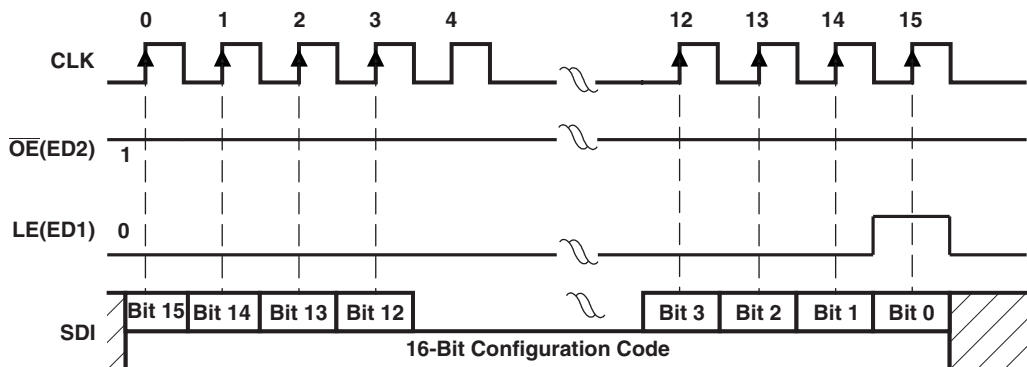 0 1 2 3 4 12 13 14 15
CLK
O̅E̅(ED2) 1
LE(ED1) 0
SDI Bit 15 Bit 14 Bit 13 Bit 12 Bit 3 Bit 2 Bit 1 Bit 0
16-Bit Configuration Code